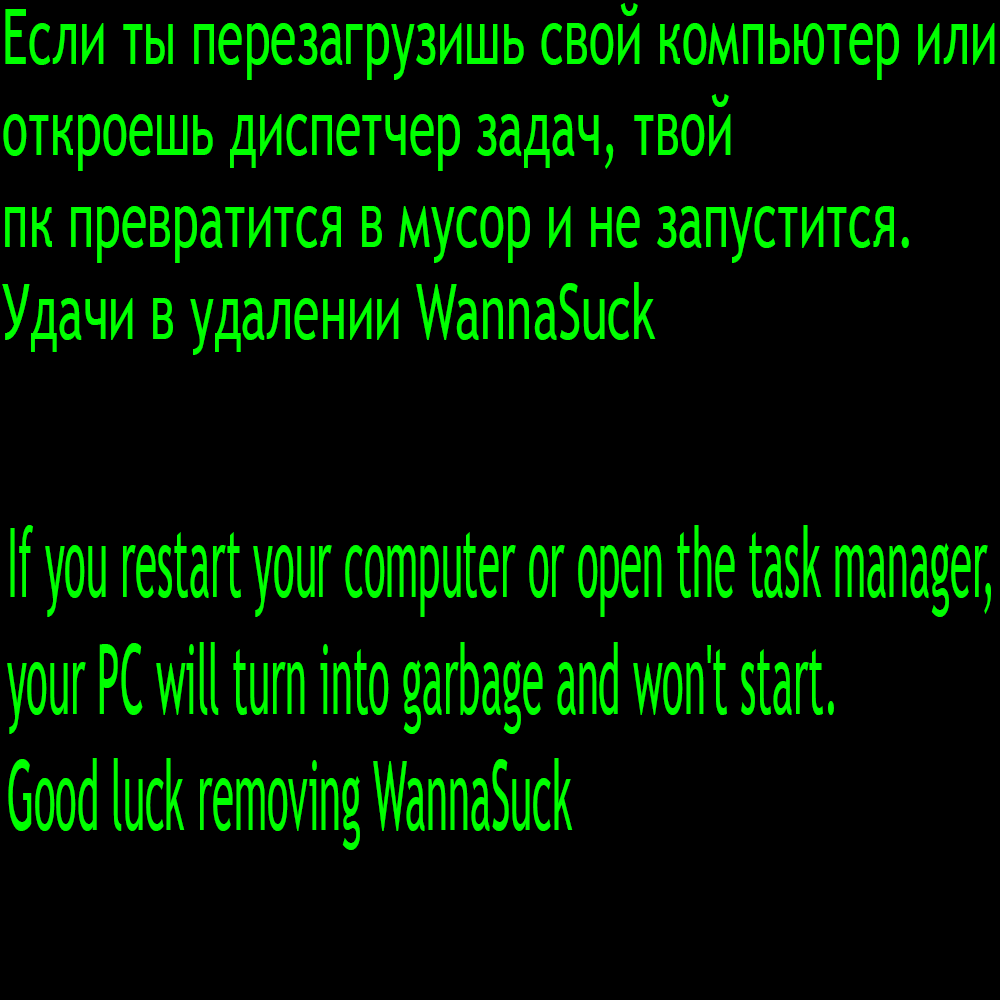 Если ты перезагрузишь свой компьютер или
откроешь диспетчер задач, твой
пк превратится в мусор и не запустится.
Удачи в удалении WannaSuck
If you restart your computer or open the task manager,
your PC will turn into garbage and won't start.
Good luck removing WannaSuck